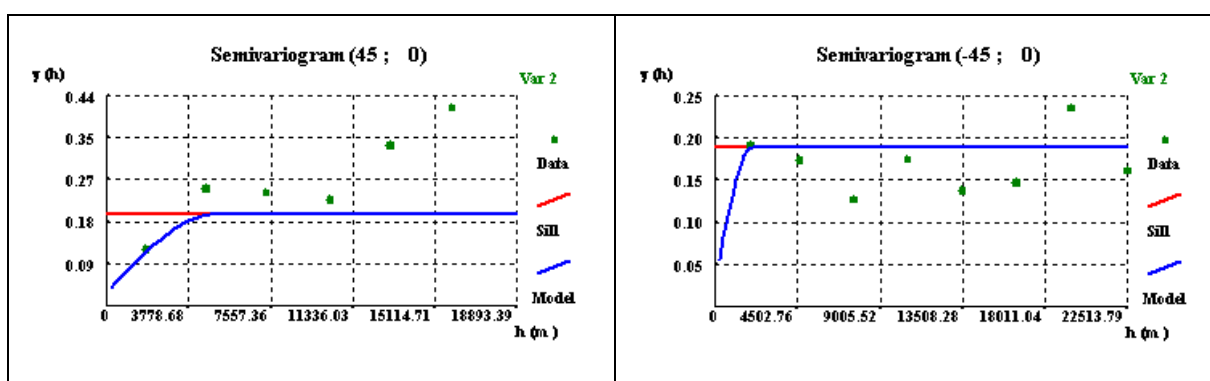 Semivariogram (45 ; 0)
γ (h)
Var 2
0.44
0.35
0.27
0.18
0.09
Data
Sill
Model
0 3778.68 7557.36 11336.03 15114.71 18893.39
h (m)
Semivariogram (-45 ; 0)
γ (h)
Var 2
0.25
0.20
0.15
0.10
0.05
Data
Sill
Model
0 4502.76 9005.52 13508.28 18011.04 22513.79
h (m)